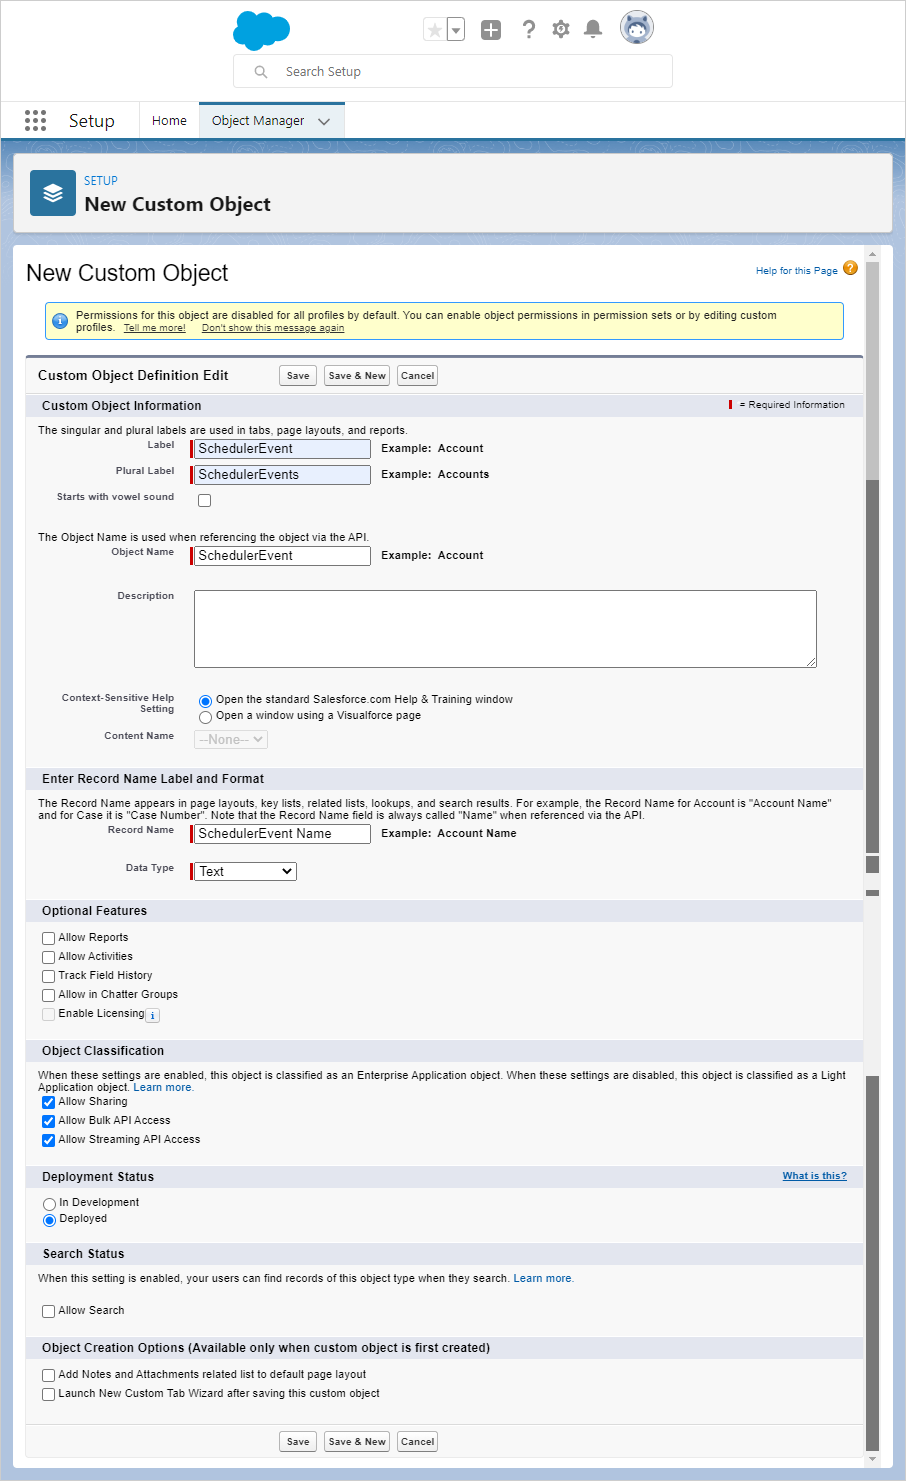 Search Setup
Setup Home Object Manager
SETUP
New Custom Object
New Custom Object
Help for this Page ?
Permissions for this object are disabled for all profiles by default. You can enable object permissions in permission sets or by editing custom
profiles. Tell me more! Don't show this message again
Custom Object Definition Edit Save Save & New Cancel
Custom Object Information = Required Information
The singular and plural labels are used in tabs, page layouts, and reports.
Label SchedulerEvent Example: Account
Plural Label SchedulerEvents Example: Accounts
Starts with vowel sound
The Object Name is used when referencing the object via the API.
Object Name SchedulerEvent Example: Account
Description
Context-Sensitive Help
Setting
Open the standard Salesforce.com Help & Training window
Open a window using a Visualforce page
Content Name --None--
Enter Record Name Label and Format
The Record Name appears in page layouts, key lists, related lists, lookups, and search results. For example, the Record Name for Account is "Account Name"
and for Case it is "Case Number". Note that the Record Name field is always called "Name" when referenced via the API.
Record Name SchedulerEvent Name Example: Account Name
Data Type Text
Optional Features
Allow Reports
Allow Activities
Track Field History
Allow in Chatter Groups
Enable Licensing i
Object Classification
When these settings are enabled, this object is classified as an Enterprise Application object. When these settings are disabled, this object is classified as a Light
Application object. Learn more.
Allow Sharing
Allow Bulk API Access
Allow Streaming API Access
Deployment Status What is this?
In Development
Deployed
Search Status
When this setting is enabled, your users can find records of this object type when they search. Learn more.
Allow Search
Object Creation Options (Available only when custom object is first created)
Add Notes and Attachments related list to default page layout
Launch New Custom Tab Wizard after saving this custom object
Save Save & New Cancel